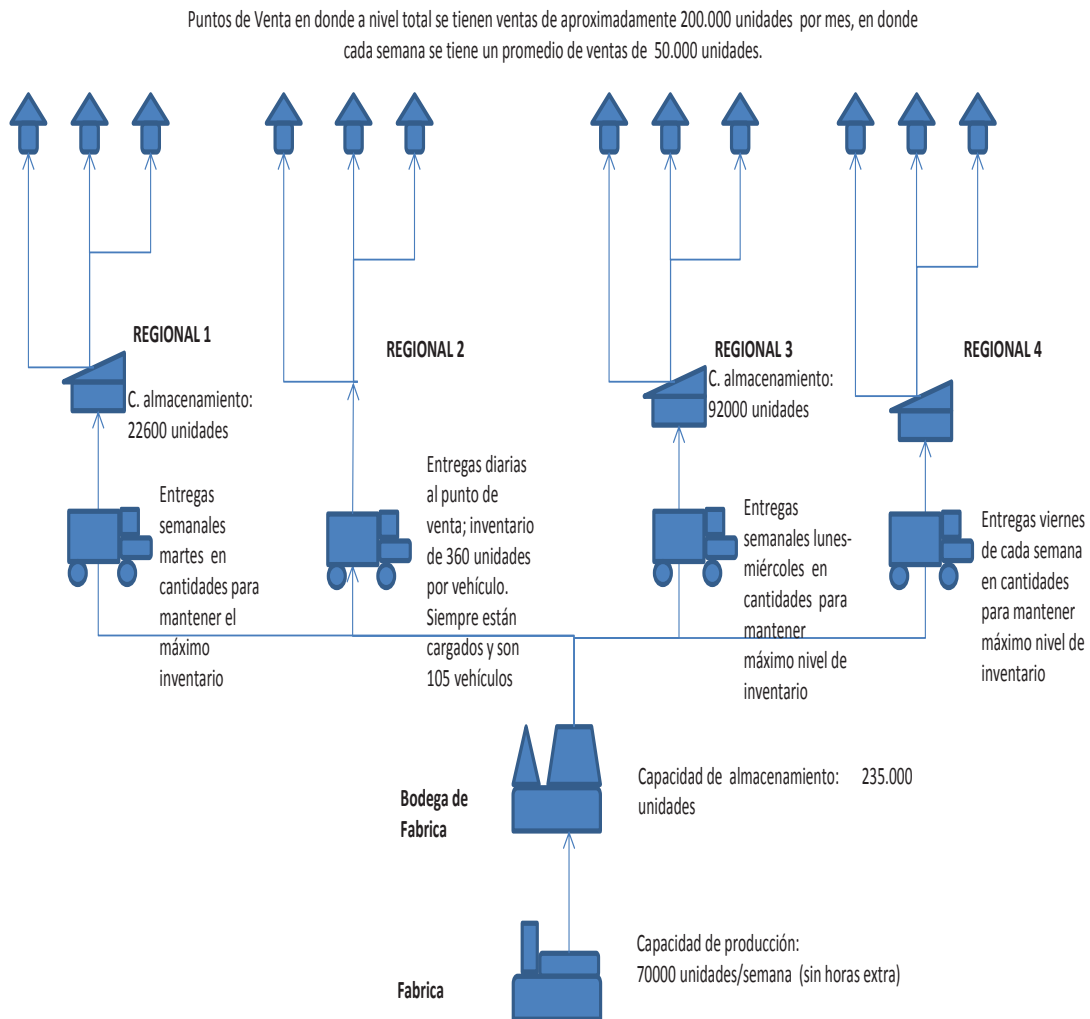 Puntos de Venta en donde a nivel total se tienen ventas de aproximadamente 200.000 unidades por mes, en donde
cada semana se tiene un promedio de ventas de 50.000 unidades.
REGIONAL 1
C. almacenamiento:
22600 unidades
Entregas
semanales
martes en
cantidades para
mantener el
máximo
inventario
REGIONAL 2
Entregas diarias
al punto de
venta; inventario
de 360 unidades
por vehículo.
Siempre están
cargados y son
105 vehículos
REGIONAL 3
C. almacenamiento:
92000 unidades
Entregas
semanales lunes-
miércoles en
cantidades para
mantener
máximo nivel de
inventario
REGIONAL 4
Entregas viernes
de cada semana
en cantidades
para mantener
máximo nivel de
inventario
Bodega de
Fabrica
Capacidad de almacenamiento: 235.000
unidades
Fabrica
Capacidad de producción:
70000 unidades/semana (sin horas extra)